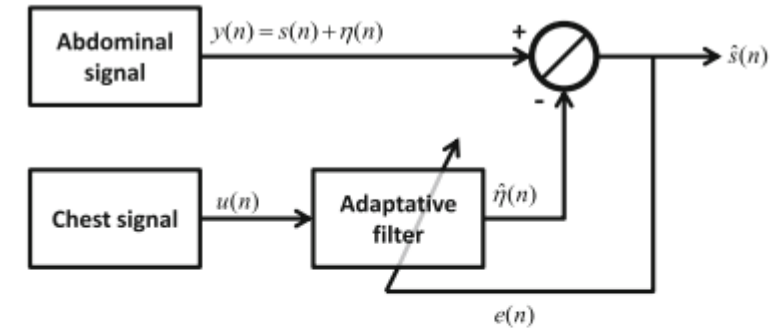 Abdominal
signal
y(n) = s(n) + η(n)
+
ŝ(n)
-
Chest signal
u(n)
Adaptative
filter
η̂(n)
e(n)